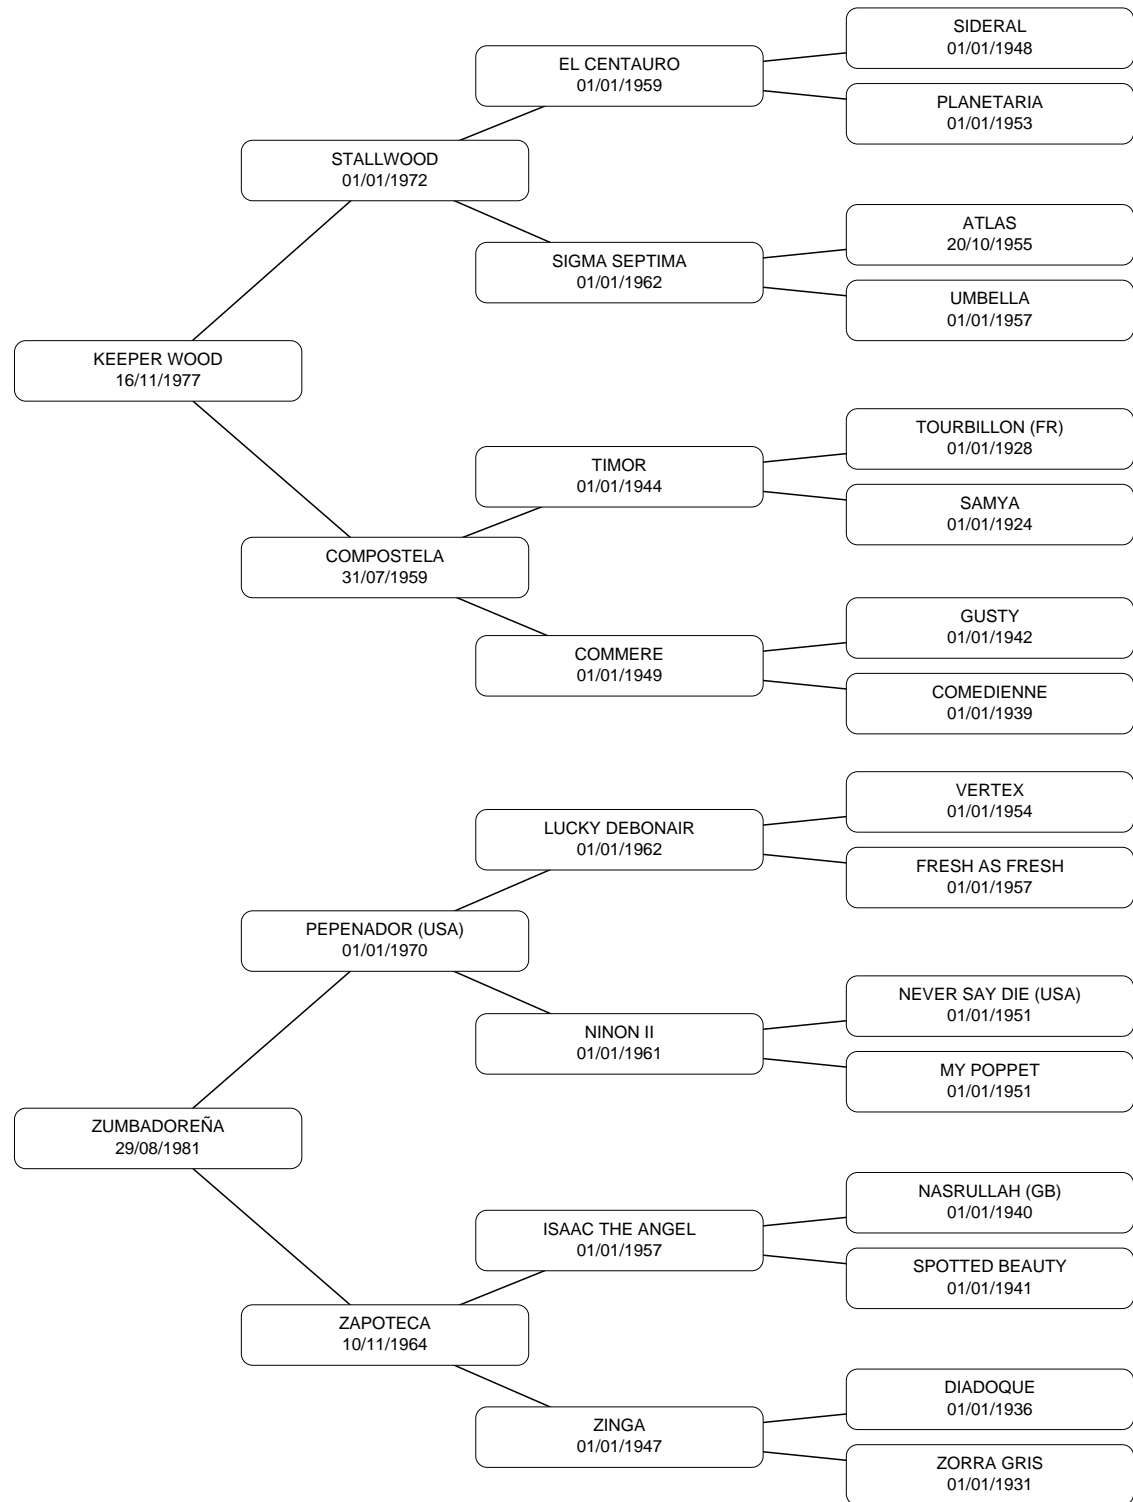 SIDERAL
01/01/1948
EL CENTAURO
01/01/1959
PLANETARIA
01/01/1953
STALLWOOD
01/01/1972
ATLAS
20/10/1955
SIGMA SEPTIMA
01/01/1962
UMBELLA
01/01/1957
KEEPER WOOD
16/11/1977
TOURBILLON (FR)
01/01/1928
TIMOR
01/01/1944
SAMYA
01/01/1924
COMPOSTELA
31/07/1959
GUSTY
01/01/1942
COMMERE
01/01/1949
COMEDIENNE
01/01/1939
VERTEX
01/01/1954
LUCKY DEBONAIR
01/01/1962
FRESH AS FRESH
01/01/1957
PEPENADOR (USA)
01/01/1970
NEVER SAY DIE (USA)
01/01/1951
NINON II
01/01/1961
MY POPPET
01/01/1951
ZUMBADOREÑA
29/08/1981
NASRULLAH (GB)
01/01/1940
ISAAC THE ANGEL
01/01/1957
SPOTTED BEAUTY
01/01/1941
ZAPOTECA
10/11/1964
DIADOQUE
01/01/1936
ZINGA
01/01/1947
ZORRA GRIS
01/01/1931